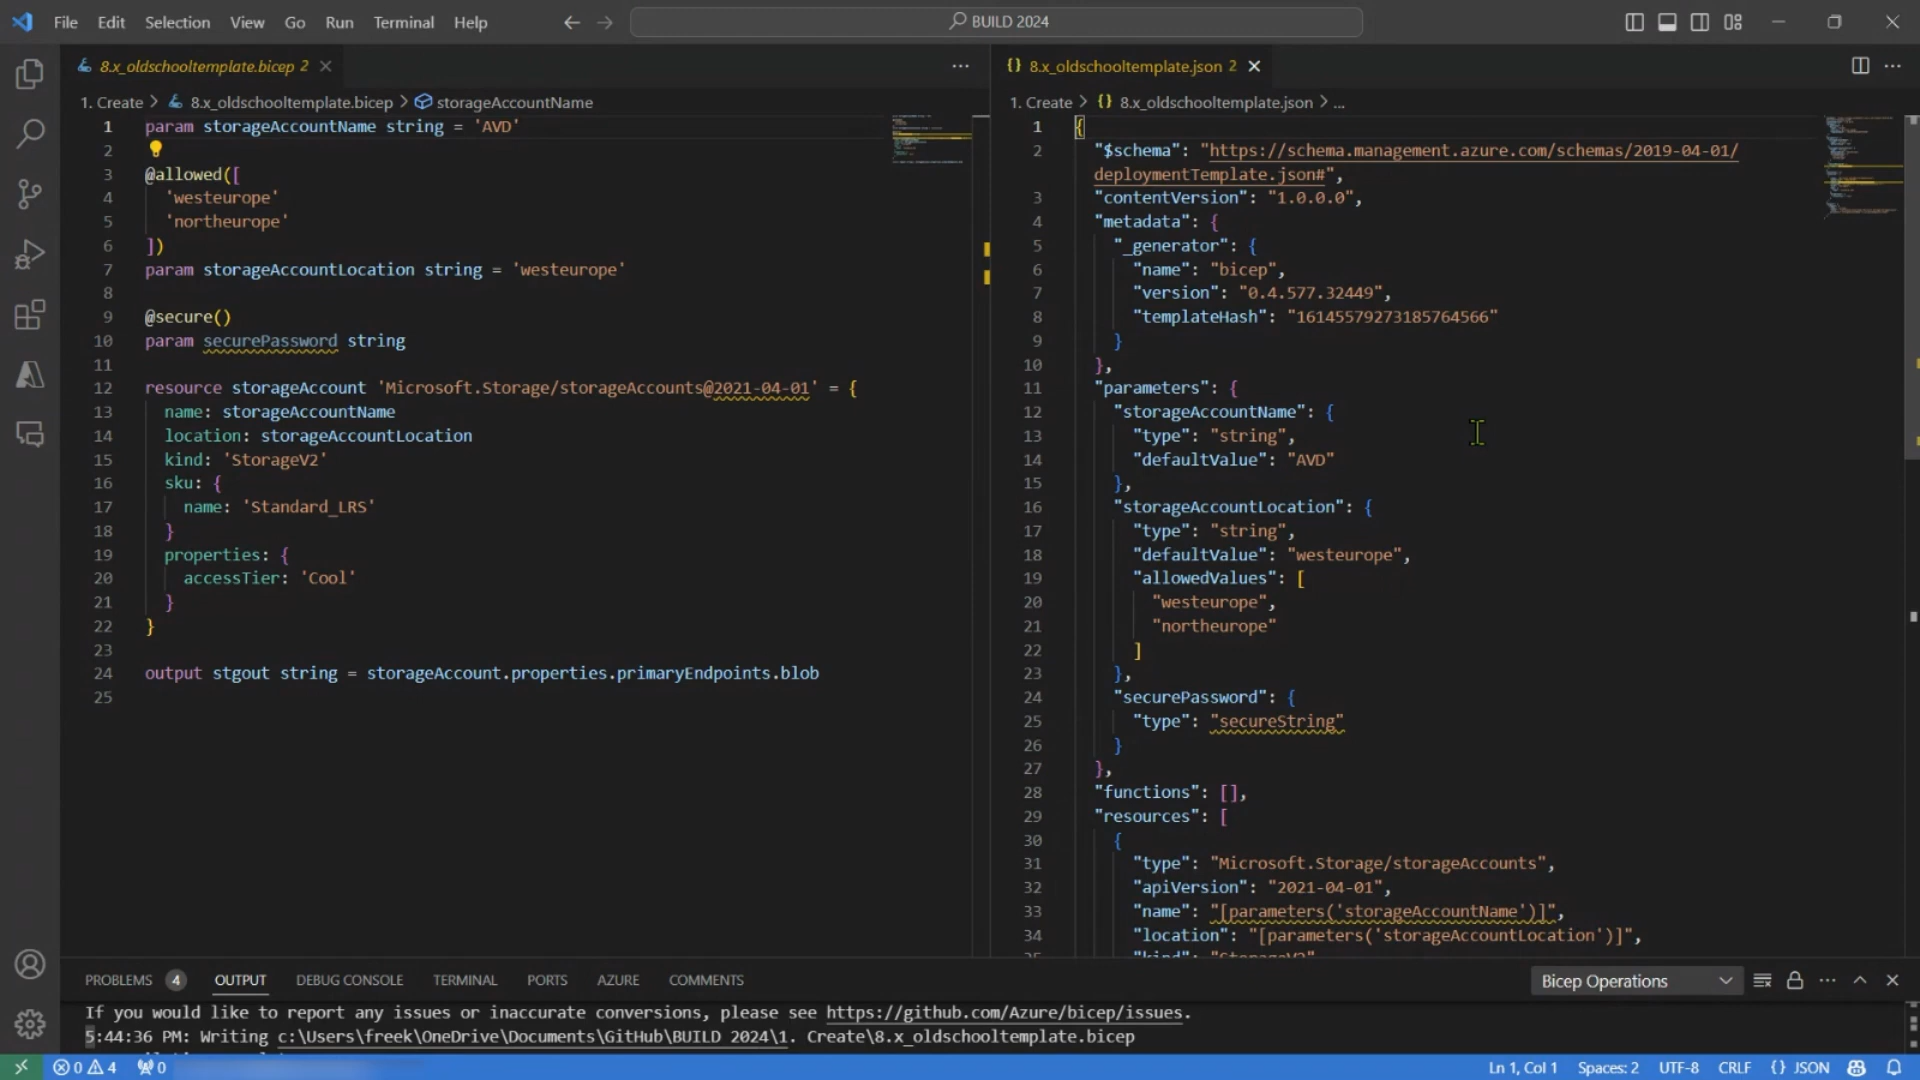 File Edit Selection View Go Run Terminal Help
BUILD 2024
8.x_oldschooltemplate.bicep 2
1. Create > 8.x_oldschooltemplate.bicep > storageAccountName
1 param storageAccountName string = 'AVD'
2
3 @allowed([
4 'westeurope'
5 'northeurope'
6 ])
7 param storageAccountLocation string = 'westeurope'
8
9 @secure()
10 param securePassword string
11
12 resource storageAccount 'Microsoft.Storage/storageAccounts@2021-04-01' = {
13 name: storageAccountName
14 location: storageAccountLocation
15 kind: 'StorageV2'
16 sku: {
17 name: 'Standard_LRS'
18 }
19 properties: {
20 accessTier: 'Cool'
21 }
22 }
23
24 output stgout string = storageAccount.properties.primaryEndpoints.blob
25
{} 8.x_oldschooltemplate.json 2
1. Create > {} 8.x_oldschooltemplate.json > ...
1 {
2 "$schema": "https://schema.management.azure.com/schemas/2019-04-01/
deploymentTemplate.json#",
3 "contentVersion": "1.0.0.0",
4 "metadata": {
5 "_generator": {
6 "name": "bicep",
7 "version": "0.4.577.32449",
8 "templateHash": "16145579273185764566"
9 }
10 },
11 "parameters": {
12 "storageAccountName": {
13 "type": "string",
14 "defaultValue": "AVD"
15 },
16 "storageAccountLocation": {
17 "type": "string",
18 "defaultValue": "westeurope",
19 "allowedValues": [
20 "westeurope",
21 "northeurope"
22 ]
23 },
24 "securePassword": {
25 "type": "secureString"
26 }
27 },
28 "functions": [],
29 "resources": [
30 {
31 "type": "Microsoft.Storage/storageAccounts",
32 "apiVersion": "2021-04-01",
33 "name": "[parameters('storageAccountName')]",
34 "location": "[parameters('storageAccountLocation')]",
PROBLEMS 4 OUTPUT DEBUG CONSOLE TERMINAL PORTS AZURE COMMENTS
Bicep Operations
If you would like to report any issues or inaccurate conversions, please see https://github.com/Azure/bicep/issues.
5:44:36 PM: Writing c:\Users\freek\OneDrive\Documents\GitHub\BUILD 2024\1. Create\8.x_oldschooltemplate.bicep
0 4 0
Ln 1, Col 1 Spaces: 2 UTF-8 CRLF {} JSON